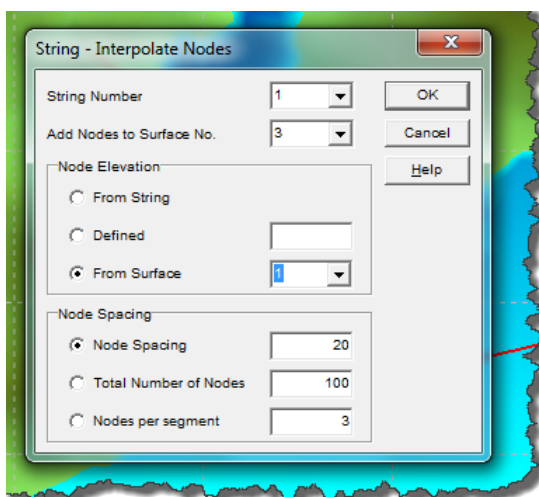 String - Interpolate Nodes
String Number 1 OK
Add Nodes to Surface No. 3 Cancel
Node Elevation Help
From String
Defined
From Surface 1
Node Spacing
Node Spacing 20
Total Number of Nodes 100
Nodes per segment 3